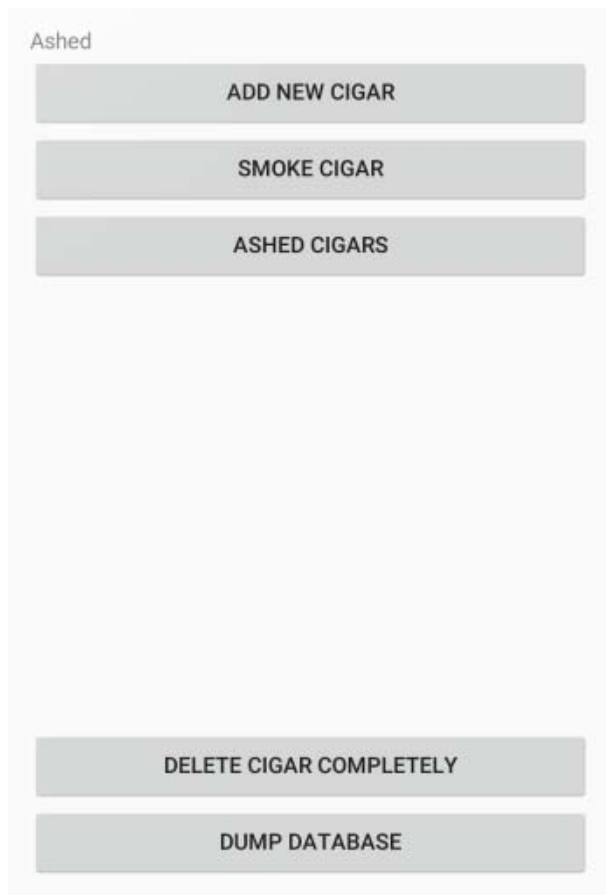 Ashed
ADD NEW CIGAR
SMOKE CIGAR
ASHED CIGARS
DELETE CIGAR COMPLETELY
DUMP DATABASE